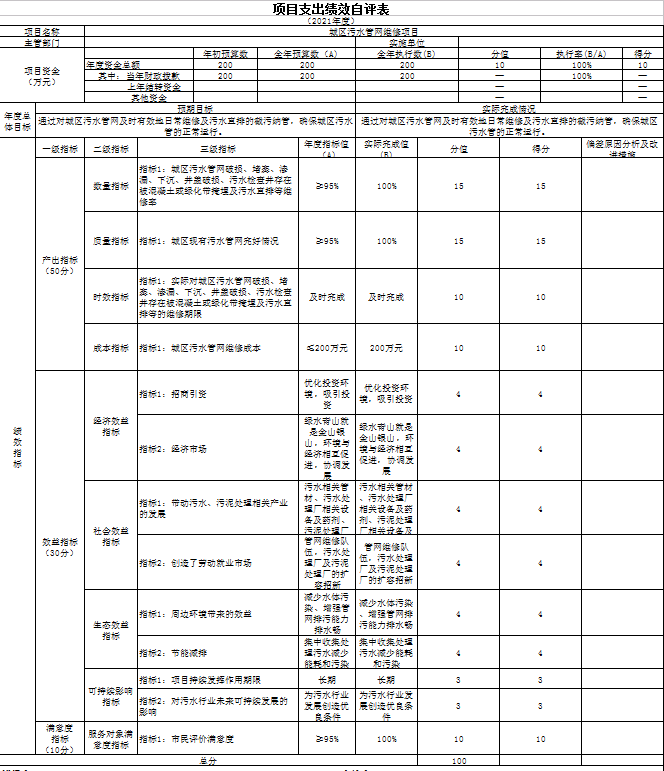 项目支出绩效自评表
（2021年度）
项目名称 城区污水管网维修项目
主管部门 实施单位
项目资金（万元） 年初预算数 全年预算数（A） 全年执行数(B) 分值 执行率(B/A) 得分
年度资金总额 200 200 200 10 100% 10
其中：当年财政拨款 200 200 200 — 100% —
上年结转资金 — —
其他资金 — —
年度总体目标 预期目标 实际完成情况
通过对城区污水管网及时有效地日常维修及污水直排的截污纳管，确保城区污水管的正常运行。 通过对城区污水管网及时有效地日常维修及污水直排的截污纳管，确保城区污水管的正常运行。
绩效指标 一级指标 二级指标 三级指标 年度指标值(A) 实际完成值(B) 分值 得分 偏差原因分析及改进措施
产出指标（50分） 数量指标 指标1：城区污水管网破损、堵塞、渗漏、下沉、井盖破损、污水检查井存在被混凝土或绿化带掩埋及污水直排等维修率 ≥95% 100% 15 15
质量指标 指标1：城区现有污水管网完好情况 ≥95% 100% 15 15
时效指标 指标1：实际对城区污水管网破损、堵塞、渗漏、下沉、井盖破损、污水检查井存在被混凝土或绿化带掩埋及污水直排等的维修期限 及时完成 及时完成 10 10
成本指标 指标1：城区污水管网维修成本 ≤200万元 200万元 10 10
效益指标（30分） 经济效益指标 指标1：招商引资 优化投资环境，吸引投资 优化投资环境，吸引投资 4 4
指标2：经济市场 绿水青山就是金山银山，环境与经济相互促进，协调发展 绿水青山就是金山银山，环境与经济相互促进，协调发展 4 4
社会效益指标 指标1：带动污水、污泥处理相关产业的发展 污水相关管材、污水处理厂相关设备及药剂、污泥处理厂 污水相关管材、污水处理厂相关设备及药剂、污泥处理厂相关设备及 4 4
指标2：创造了劳动就业市场 管网维修队伍，污水处理厂及污泥处理厂的扩容招新 管网维修队伍，污水处理厂及污泥处理厂的扩容招新 4 4
生态效益指标 指标1：周边环境带来的效益 减少水体污染、增强管网排污能力排水畅 减少水体污染、增强管网排污能力排水畅 4 4
指标2：节能减排 集中收集处理污水减少能耗和污染 集中收集处理污水减少能耗和污染 4 4
可持续影响指标 指标1：项目持续发挥作用期限 长期 长期 3 3
指标2：对污水行业未来可持续发展的影响 为污水行业发展创造优良条件 为污水行业发展创造优良条件 3 3
满意度指标（10分） 服务对象满意度指标 指标1：市民评价满意度 ≥95% 100% 10 10
总分 100